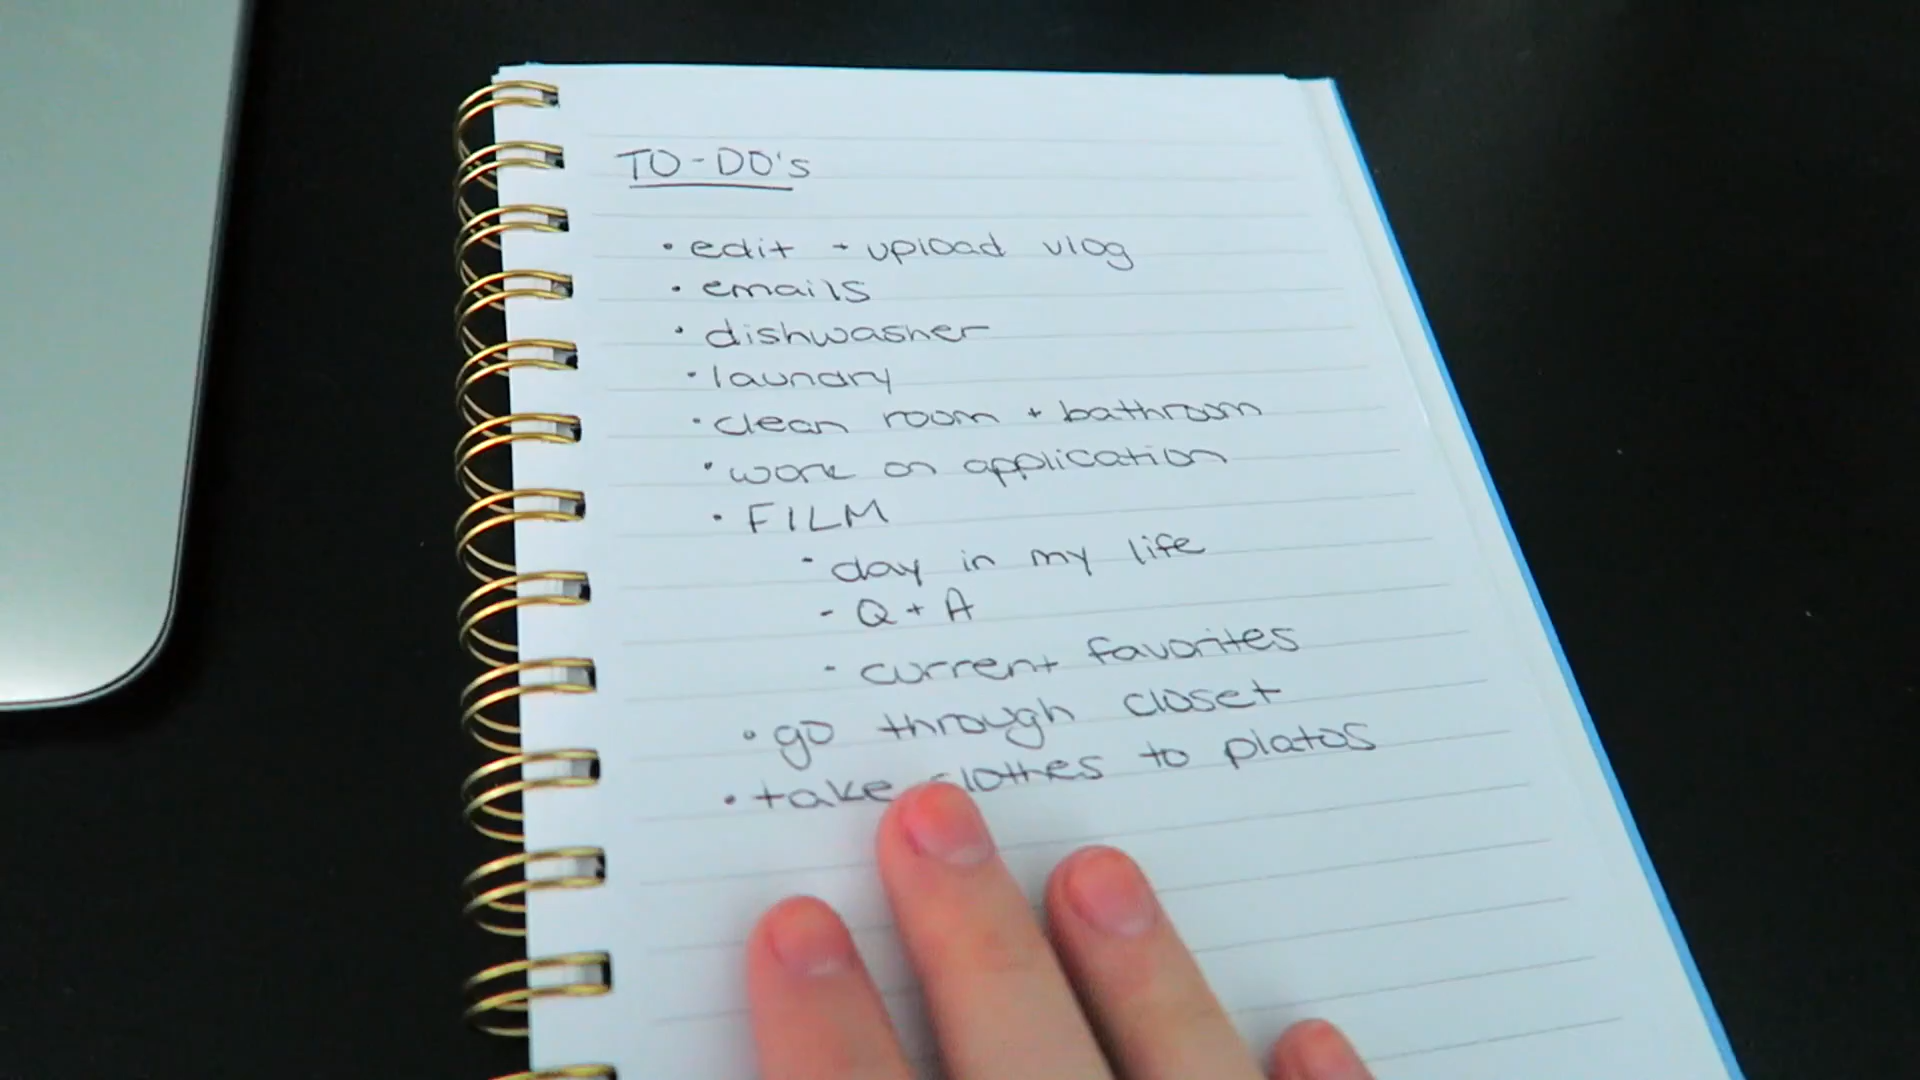 TO-DO's
• edit + upload vlog
• emails
• dishwasher
• laundry
• clean room + bathroom
• work on application
• FILM
- day in my life
- Q + A
- current favorites
• go through closet
• take clothes to platos